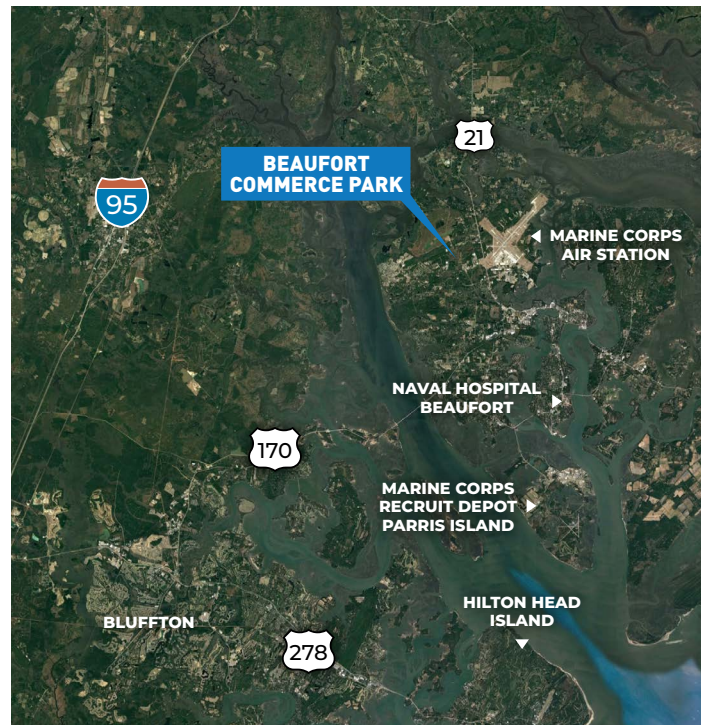 21
BEAUFORT
COMMERCE PARK
95
MARINE CORPS
AIR STATION
NAVAL HOSPITAL
BEAUFORT
170
MARINE CORPS
RECRUIT DEPOT
PARRIS ISLAND
HILTON HEAD
ISLAND
BLUFFTON
278